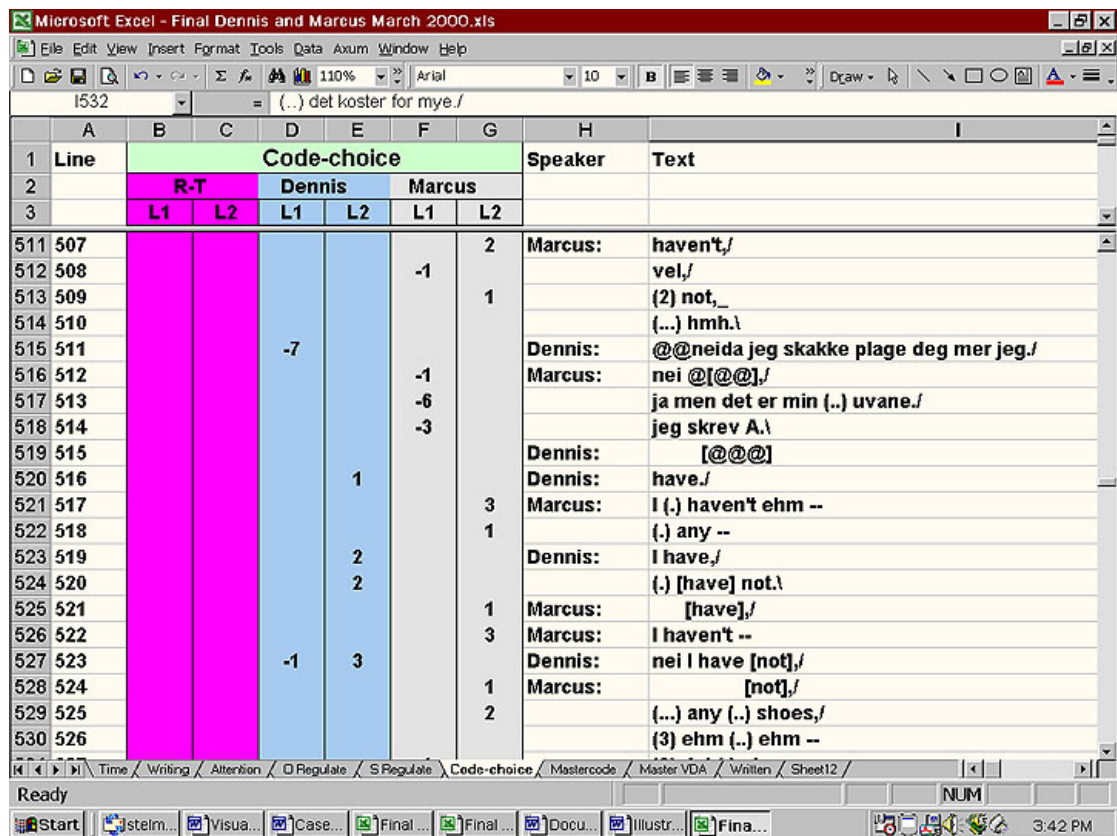 Microsoft Excel - Final Dennis and Marcus March 2000.xls
File Edit View Insert Format Tools Data Axum Window Help
110% Arial 10 B Draw A
I532 = (..) det koster for mye./
A B C D E F G H I
1 Line Code-choice Speaker Text
2 R-T Dennis Marcus
3 L1 L2 L1 L2 L1 L2
511 507 2 Marcus: haven't,/
512 508 -1 vel,/
513 509 1 (2) not,_
514 510 (...) hmh.\
515 511 -7 Dennis: @@neida jeg skakke plage deg mer jeg./
516 512 -1 Marcus: nei @[@@],/
517 513 -6 ja men det er min (..) uvane./
518 514 -3 jeg skrev A.\
519 515 Dennis: [@@@]
520 516 1 Dennis: have./
521 517 3 Marcus: I (.) haven't ehm --
522 518 1 (.) any --
523 519 2 Dennis: I have,/
524 520 2 (.) [have] not.\
525 521 1 Marcus: [have],/
526 522 3 Marcus: I haven't --
527 523 -1 3 Dennis: nei I have [not],/
528 524 1 Marcus: [not],/
529 525 2 (...) any (..) shoes,/
530 526 (3) ehm (..) ehm --
Time / Writing / Attention / O Regulate / S Regulate \ Code-choice / Mastercode / Master VDA / Written / Sheet12 /
Ready NUM
Start stelm... Visua... Case... Final ... Final ... Docu... Illustr... Fina... 3:42 PM